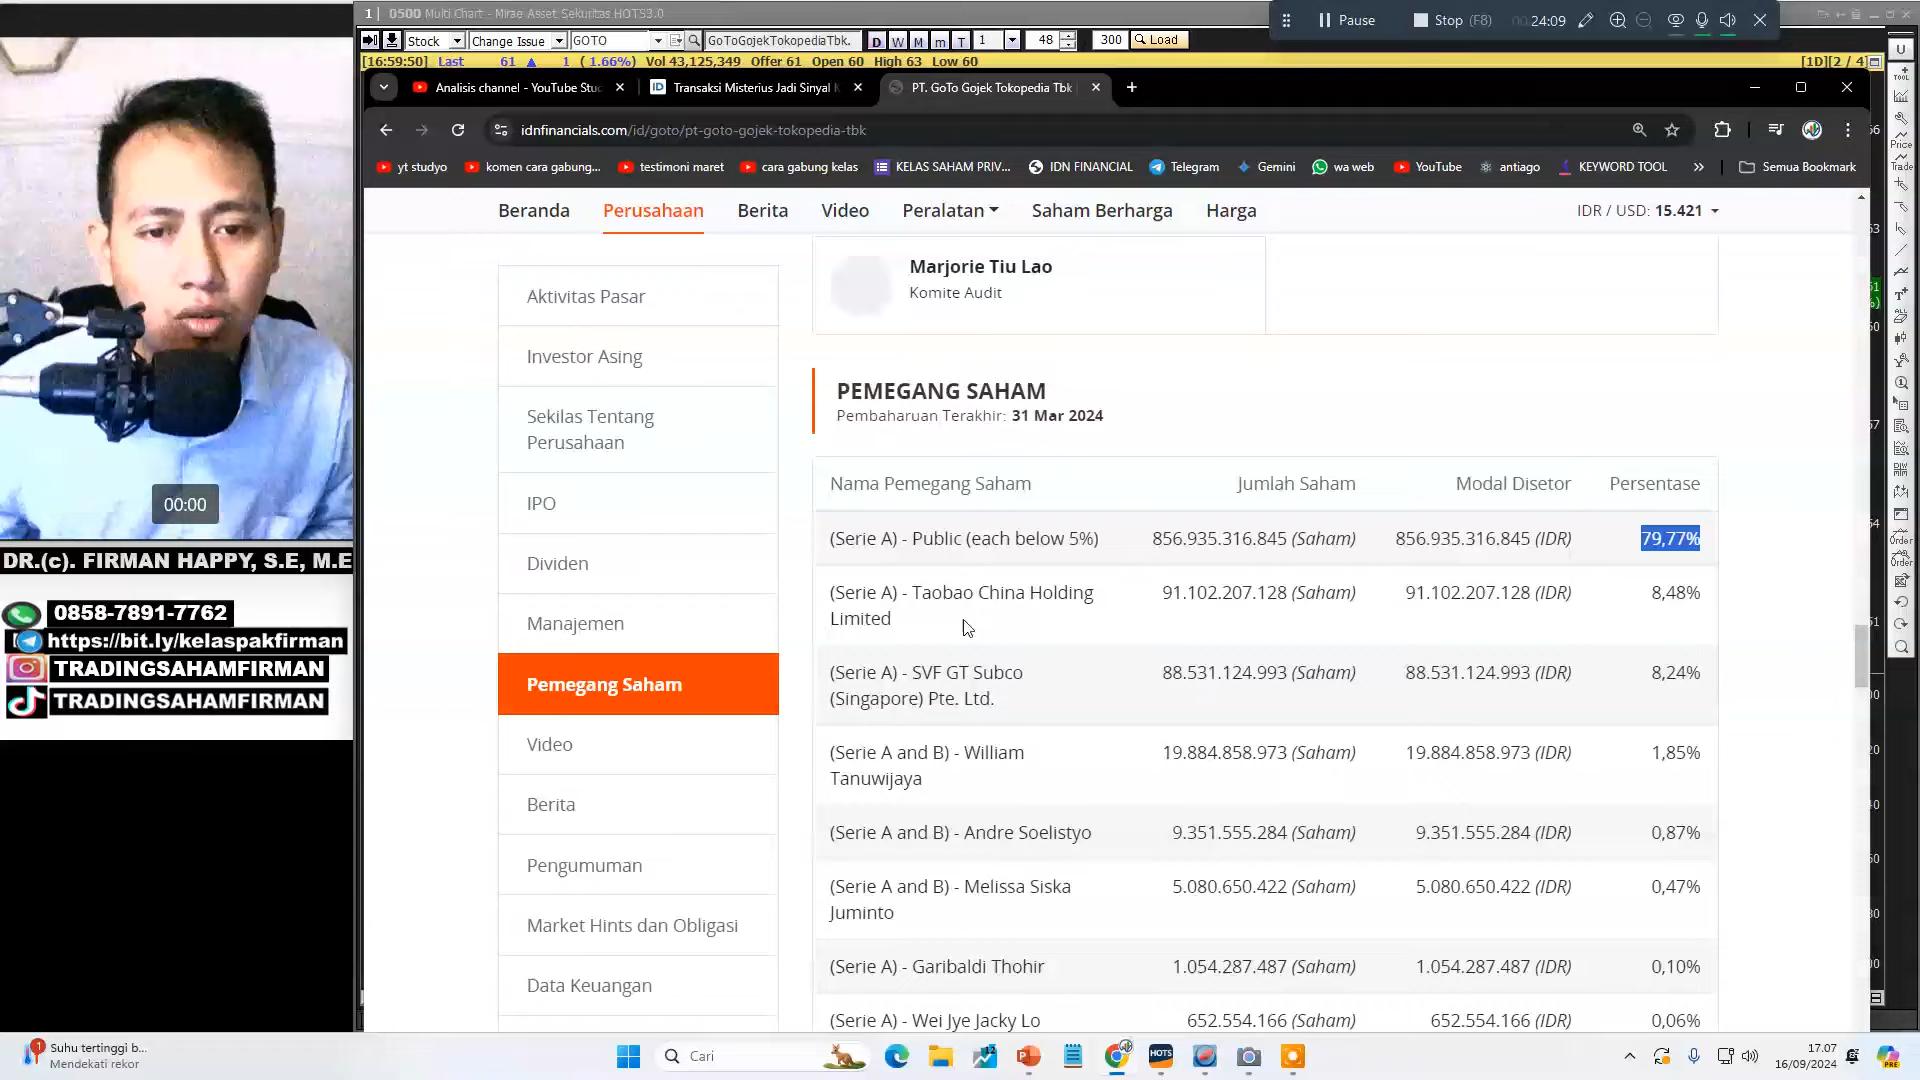 1 | 0500 Multi Chart - Mirae Asset Sekuritas HOTS3.0
Pause
Stop (F8)
00:24:09
Stock
Change Issue
GOTO
GoToGojekTokopediaTbk.
D W M m T 1
48
300
Load
[16:59:50] Last 61 ▲ 1 ( 1.66%) Vol 43,125,349 Offer 61 Open 60 High 63 Low 60
[1D][2 / 4]
Analisis channel - YouTube Stu
Transaksi Misterius Jadi Sinyal
PT. GoTo Gojek Tokopedia Tbk
idnfinancials.com/id/goto/pt-goto-gojek-tokopedia-tbk
yt studyo
komen cara gabung...
testimoni maret
cara gabung kelas
KELAS SAHAM PRIV...
IDN FINANCIAL
Telegram
Gemini
wa web
YouTube
antiago
KEYWORD TOOL
»
Semua Bookmark
Beranda
Perusahaan
Berita
Video
Peralatan
Saham Berharga
Harga
IDR / USD: 15.421
Aktivitas Pasar
Investor Asing
Sekilas Tentang
Perusahaan
IPO
Dividen
Manajemen
Pemegang Saham
Video
Berita
Pengumuman
Market Hints dan Obligasi
Data Keuangan
Marjorie Tiu Lao
Komite Audit
PEMEGANG SAHAM
Pembaharuan Terakhir: 31 Mar 2024
Nama Pemegang Saham Jumlah Saham Modal Disetor Persentase
(Serie A) - Public (each below 5%) 856.935.316.845 (Saham) 856.935.316.845 (IDR) 79,77%
(Serie A) - Taobao China Holding 91.102.207.128 (Saham) 91.102.207.128 (IDR) 8,48%
Limited
(Serie A) - SVF GT Subco 88.531.124.993 (Saham) 88.531.124.993 (IDR) 8,24%
(Singapore) Pte. Ltd.
(Serie A and B) - William 19.884.858.973 (Saham) 19.884.858.973 (IDR) 1,85%
Tanuwijaya
(Serie A and B) - Andre Soelistyo 9.351.555.284 (Saham) 9.351.555.284 (IDR) 0,87%
(Serie A and B) - Melissa Siska 5.080.650.422 (Saham) 5.080.650.422 (IDR) 0,47%
Juminto
(Serie A) - Garibaldi Thohir 1.054.287.487 (Saham) 1.054.287.487 (IDR) 0,10%
(Serie A) - Wei Jye Jacky Lo 652.554.166 (Saham) 652.554.166 (IDR) 0,06%
00:00
DR.(c). FIRMAN HAPPY, S.E, M.E
0858-7891-7762
https://bit.ly/kelaspakfirman
TRADINGSAHAMFIRMAN
TRADINGSAHAMFIRMAN
U
TOOL
Price
Trade
Order
Order
1
Suhu tertinggi b...
Mendekati rekor
Cari
HOTS
17.07
16/09/2024
PRE